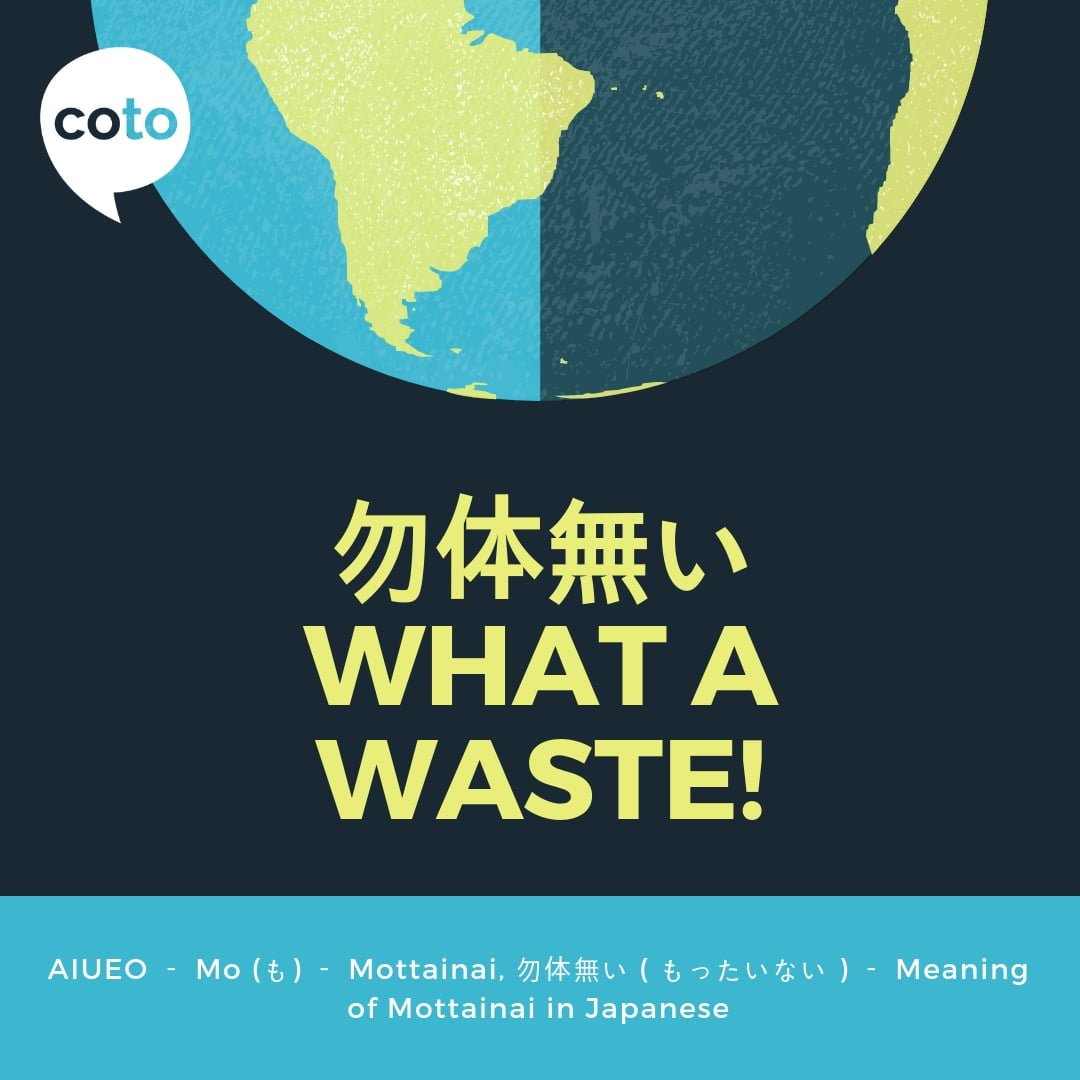 coto
勿体無い
WHAT A
WASTE!
AIUEO - Mo (も) - Mottainai, 勿体無い ( もったいない ) - Meaning
of Mottainai in Japanese